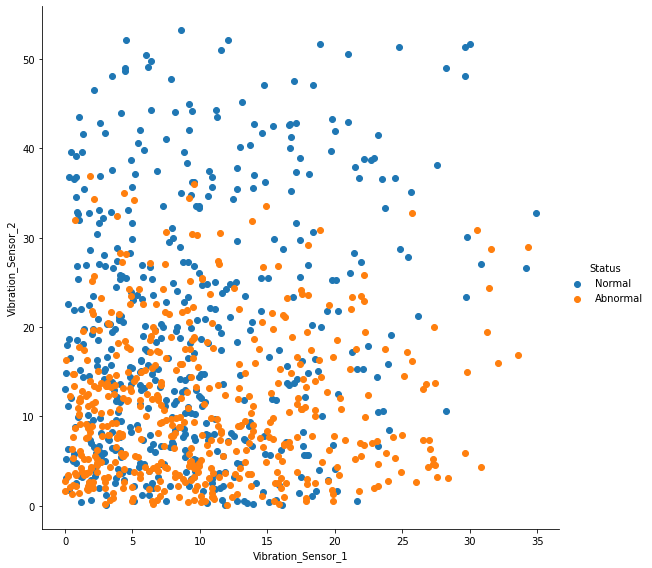 50
40
30
20
10
0
Vibration_Sensor_2
0 5 10 15 20 25 30 35
Vibration_Sensor_1
Status
Normal
Abnormal